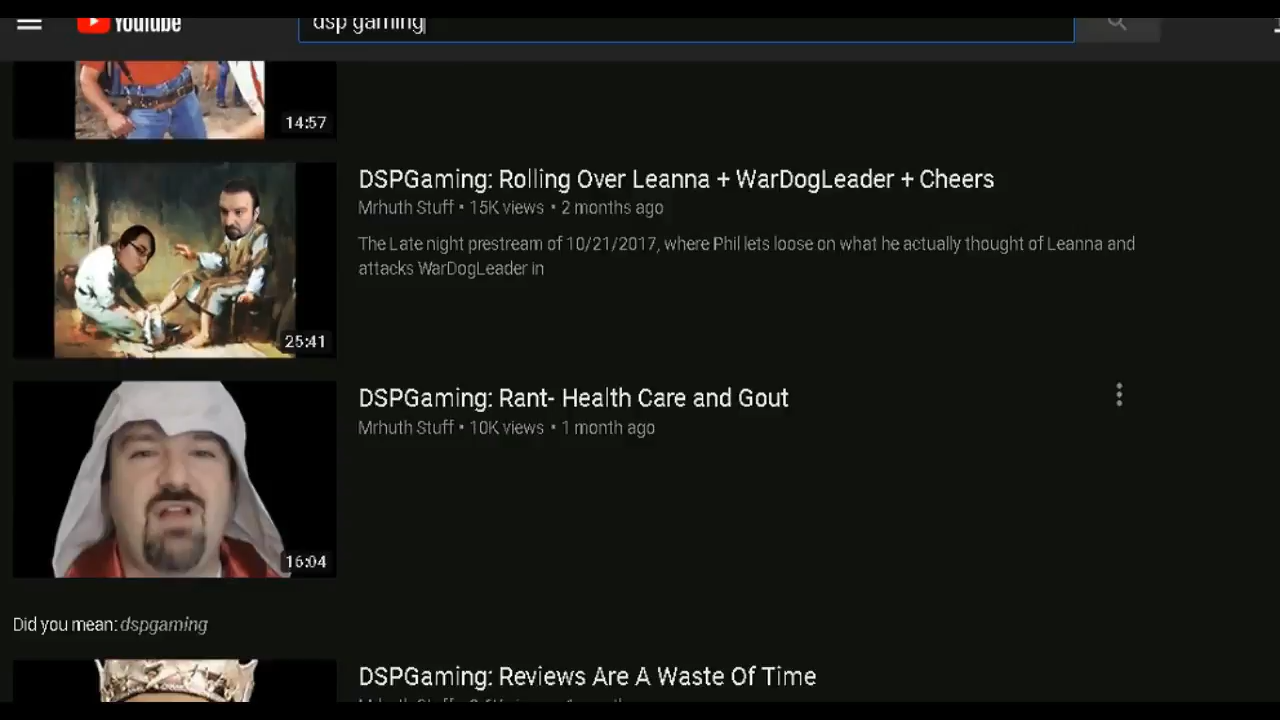 YouTube
dsp gaming
14:57
DSPGaming: Rolling Over Leanna + WarDogLeader + Cheers
Mrhuth Stuff • 15K views • 2 months ago
The Late night prestream of 10/21/2017, where Phil lets loose on what he actually thought of Leanna and
attacks WarDogLeader in
25:41
DSPGaming: Rant- Health Care and Gout
Mrhuth Stuff • 10K views • 1 month ago
16:04
Did you mean: dspgaming
DSPGaming: Reviews Are A Waste Of Time